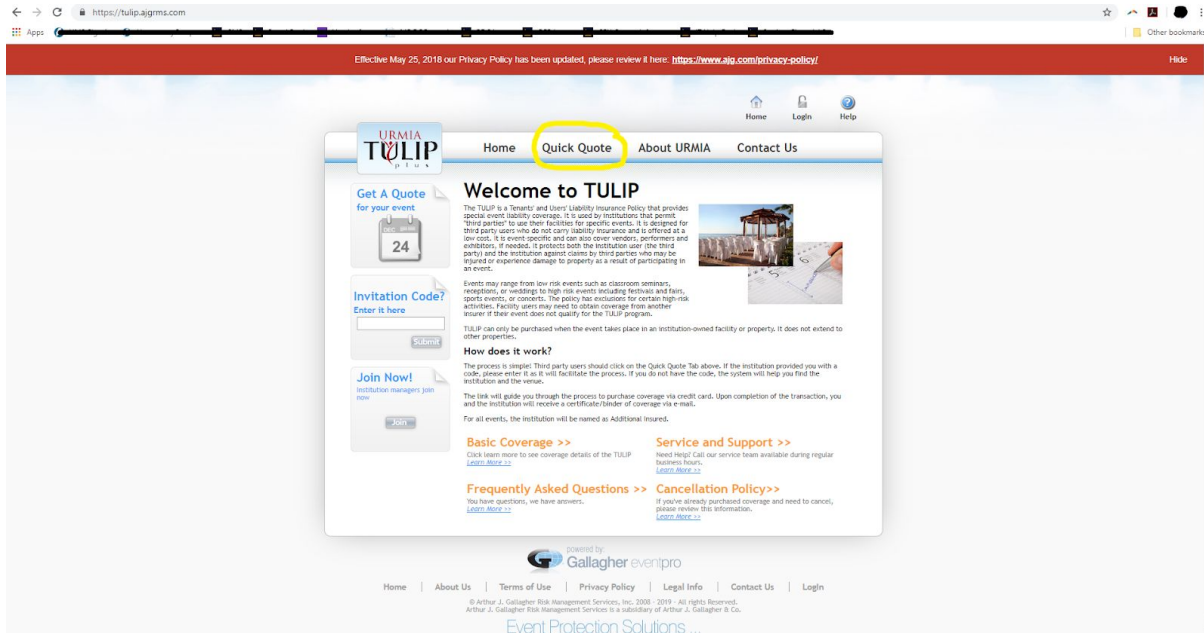 https://tulip.ajgrms.com
Apps
Other bookmarks
Effective May 25, 2018 our Privacy Policy has been updated, please review it here: https://www.ajg.com/privacy-policy/
Hide
Home Login Help
URMIA
TULIP
plus
Home Quick Quote About URMIA Contact Us
Get A Quote
for your event
24
Invitation Code?
Enter it here
Submit
Join Now!
Institution managers join
now
Join
Welcome to TULIP
The TULIP is a Tenants' and Users' Liability Insurance Policy that provides
special event liability coverage. It is used by institutions that permit
"third parties" to use their facilities for specific events. It is designed for
third party users who do not carry liability insurance and is offered at a
low cost. It is event-specific and can also cover vendors, performers and
exhibitors, if needed. It protects both the institution user (the third
party) and the institution against claims by third parties who may be
injured or experience damage to property as a result of participating in
an event.
Events may range from low risk events such as classroom seminars,
receptions, or weddings to high risk events including festivals and fairs,
sports events, or concerts. The policy has exclusions for certain high-risk
activities. Facility users may need to obtain coverage from another
insurer if their event does not qualify for the TULIP program.
TULIP can only be purchased when the event takes place in an institution-owned facility or property. It does not extend to
other properties.
How does it work?
The process is simple! Third party users should click on the Quick Quote Tab above. If the institution provided you with a
code, please enter it as it will facilitate the process. If you do not have the code, the system will help you find the
institution and the venue.
The link will guide you through the process to purchase coverage via credit card. Upon completion of the transaction, you
and the institution will receive a certificate/binder of coverage via e-mail.
For all events, the institution will be named as Additional Insured.
Basic Coverage >>
Click learn more to see coverage details of the TULIP
Learn More >>
Service and Support >>
Need Help? Call our service team available during regular
business hours.
Learn More >>
Frequently Asked Questions >>
You have questions, we have answers.
Learn More >>
Cancellation Policy>>
If you've already purchased coverage and need to cancel,
please review this information.
Learn More >>
powered by:
Gallagher eventpro
Home | About Us | Terms of Use | Privacy Policy | Legal Info | Contact Us | Login
© Arthur J. Gallagher Risk Management Services, Inc. 2008 - 2019 - All rights Reserved.
Arthur J. Gallagher Risk Management Services is a subsidiary of Arthur J. Gallagher & Co.
Event Protection Solutions ...